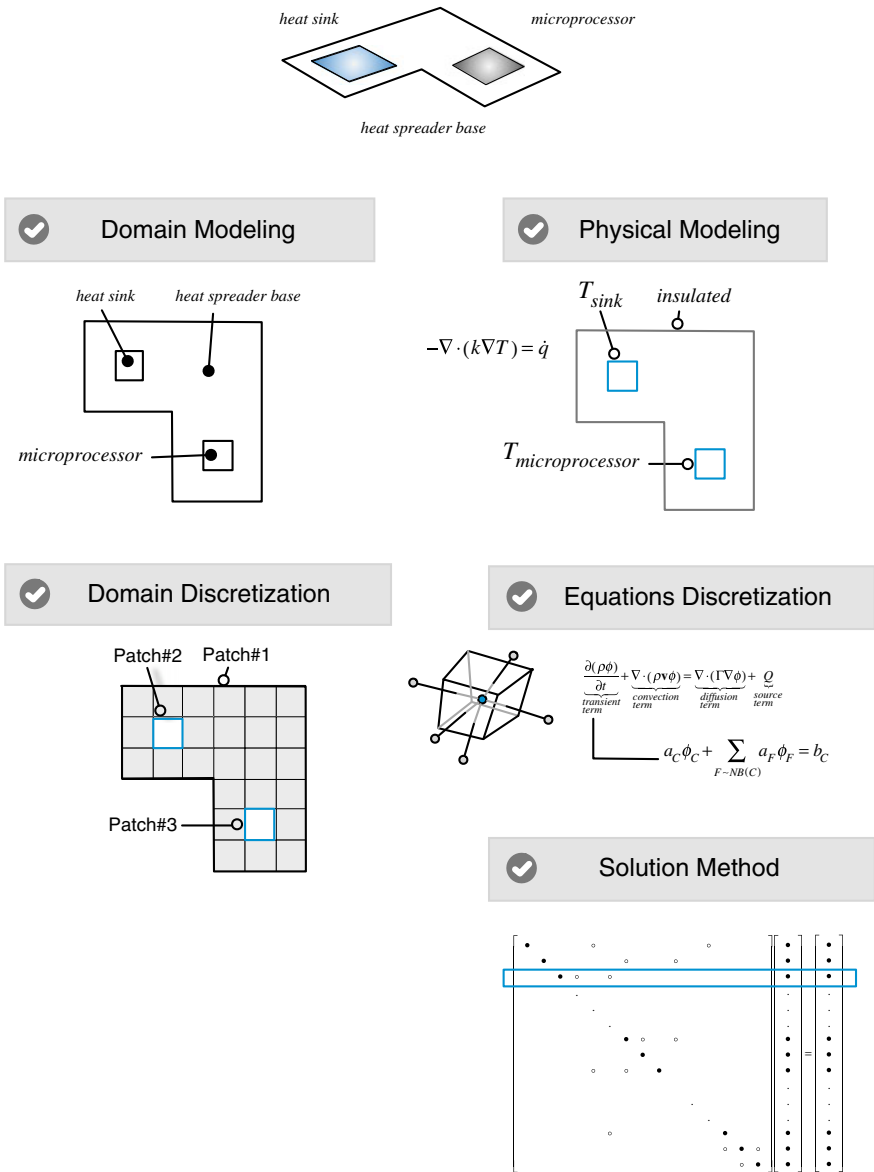 heat sink
microprocessor
heat spreader base
Domain Modeling
Physical Modeling
heat sink
heat spreader base
microprocessor
T_sink
insulated
−∇·(k∇T) = q̇
T_microprocessor
Domain Discretization
Equations Discretization
Patch#2
Patch#1
Patch#3
∂(ρϕ)/∂t + ∇·(ρvϕ) = ∇·(Γ∇ϕ) + Q
transient term
convection term
diffusion term
source term
a_C ϕ_C + ∑ a_F ϕ_F = b_C
F~NB(C)
Solution Method
=